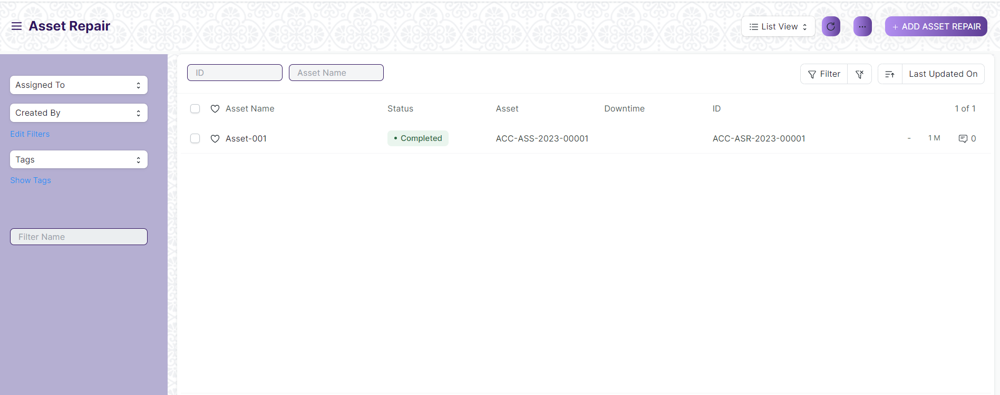 Asset Repair
List View
... + ADD ASSET REPAIR
Assigned To
Created By
Edit Filters
Tags
Show Tags
Filter Name
ID Asset Name
Filter Last Updated On
Asset Name Status Asset Downtime ID 1 of 1
Asset-001 • Completed ACC-ASS-2023-00001 ACC-ASR-2023-00001 - 1 M 0